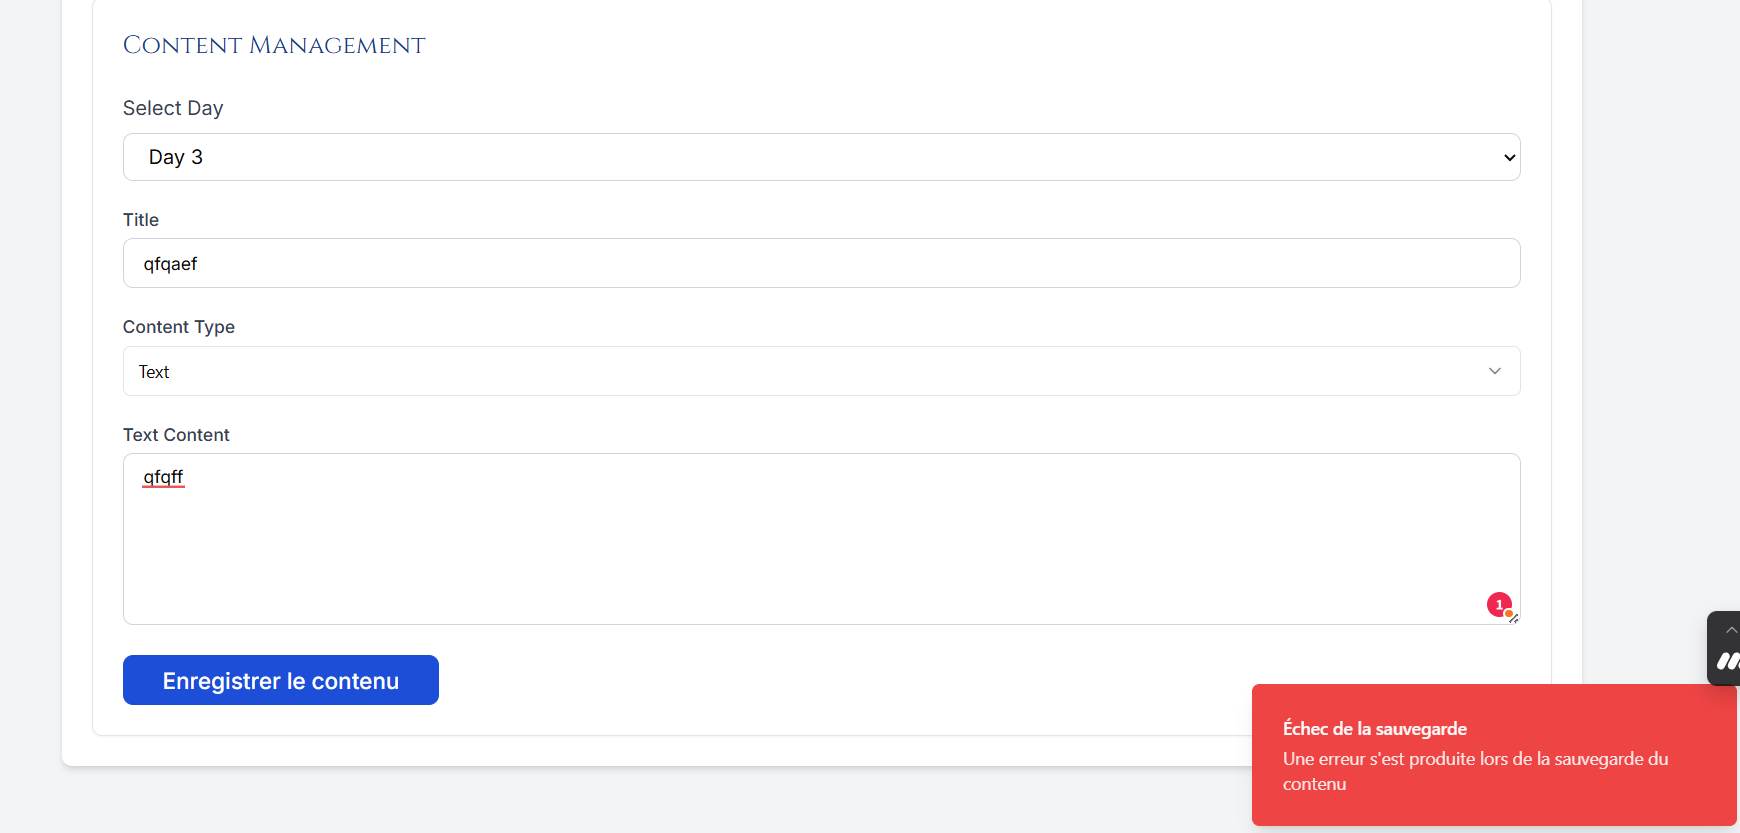 Content Management
Select Day
Day 3
Title
qfqaef
Content Type
Text
Text Content
qfqff
1
Enregistrer le contenu
Échec de la sauvegarde
Une erreur s'est produite lors de la sauvegarde du
contenu